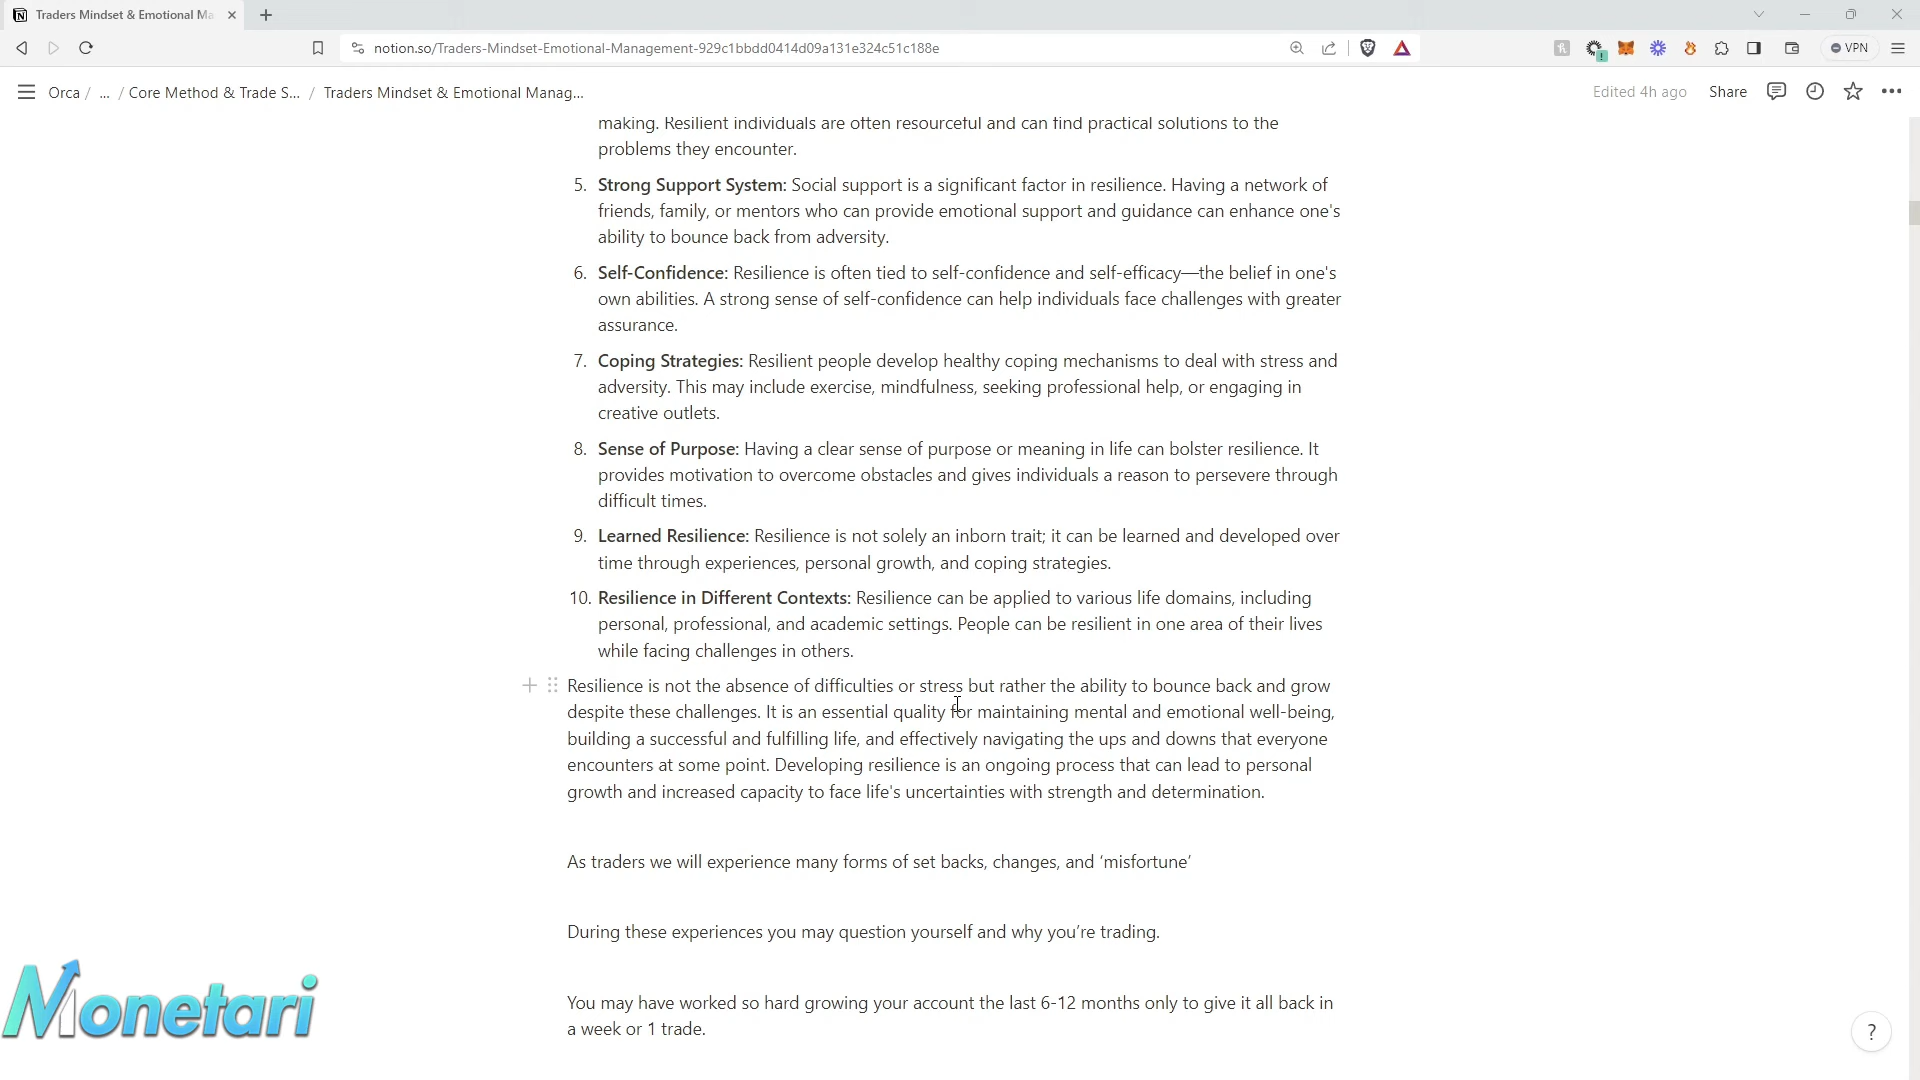 Traders Mindset & Emotional Ma
notion.so/Traders-Mindset-Emotional-Management-929c1bbdd0414d09a131e324c51c188e
VPN
Orca / ... / Core Method & Trade S... / Traders Mindset & Emotional Manag...
Edited 4h ago
Share
making. Resilient individuals are often resourceful and can find practical solutions to the
problems they encounter.
5. Strong Support System: Social support is a significant factor in resilience. Having a network of
friends, family, or mentors who can provide emotional support and guidance can enhance one's
ability to bounce back from adversity.
6. Self-Confidence: Resilience is often tied to self-confidence and self-efficacy—the belief in one's
own abilities. A strong sense of self-confidence can help individuals face challenges with greater
assurance.
7. Coping Strategies: Resilient people develop healthy coping mechanisms to deal with stress and
adversity. This may include exercise, mindfulness, seeking professional help, or engaging in
creative outlets.
8. Sense of Purpose: Having a clear sense of purpose or meaning in life can bolster resilience. It
provides motivation to overcome obstacles and gives individuals a reason to persevere through
difficult times.
9. Learned Resilience: Resilience is not solely an inborn trait; it can be learned and developed over
time through experiences, personal growth, and coping strategies.
10. Resilience in Different Contexts: Resilience can be applied to various life domains, including
personal, professional, and academic settings. People can be resilient in one area of their lives
while facing challenges in others.
Resilience is not the absence of difficulties or stress but rather the ability to bounce back and grow
despite these challenges. It is an essential quality for maintaining mental and emotional well-being,
building a successful and fulfilling life, and effectively navigating the ups and downs that everyone
encounters at some point. Developing resilience is an ongoing process that can lead to personal
growth and increased capacity to face life's uncertainties with strength and determination.
As traders we will experience many forms of set backs, changes, and ‘misfortune’
During these experiences you may question yourself and why you’re trading.
You may have worked so hard growing your account the last 6-12 months only to give it all back in
a week or 1 trade.
Monetari
?